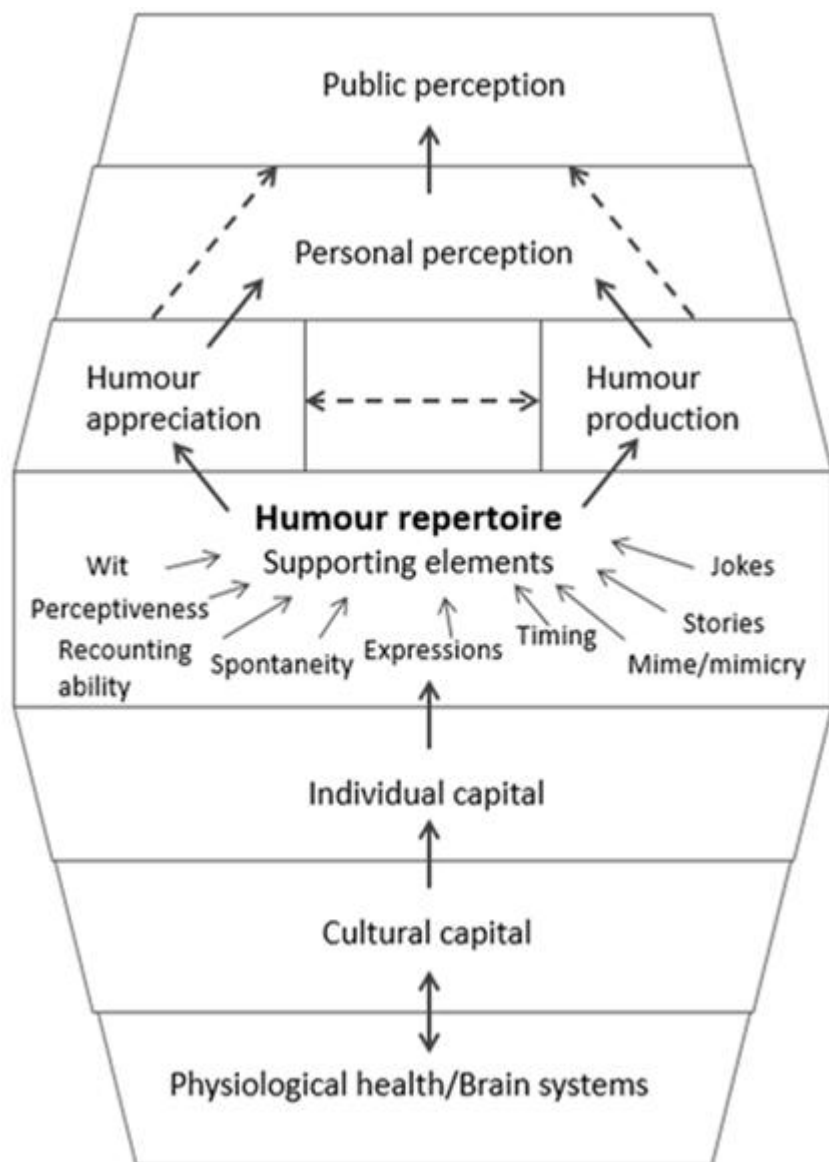 Public perception
Personal perception
Humour
appreciation
Humour
production
Humour repertoire
Supporting elements
Wit
Perceptiveness
Recounting
ability
Spontaneity
Expressions
Timing
Mime/mimicry
Stories
Jokes
Individual capital
Cultural capital
Physiological health/Brain systems